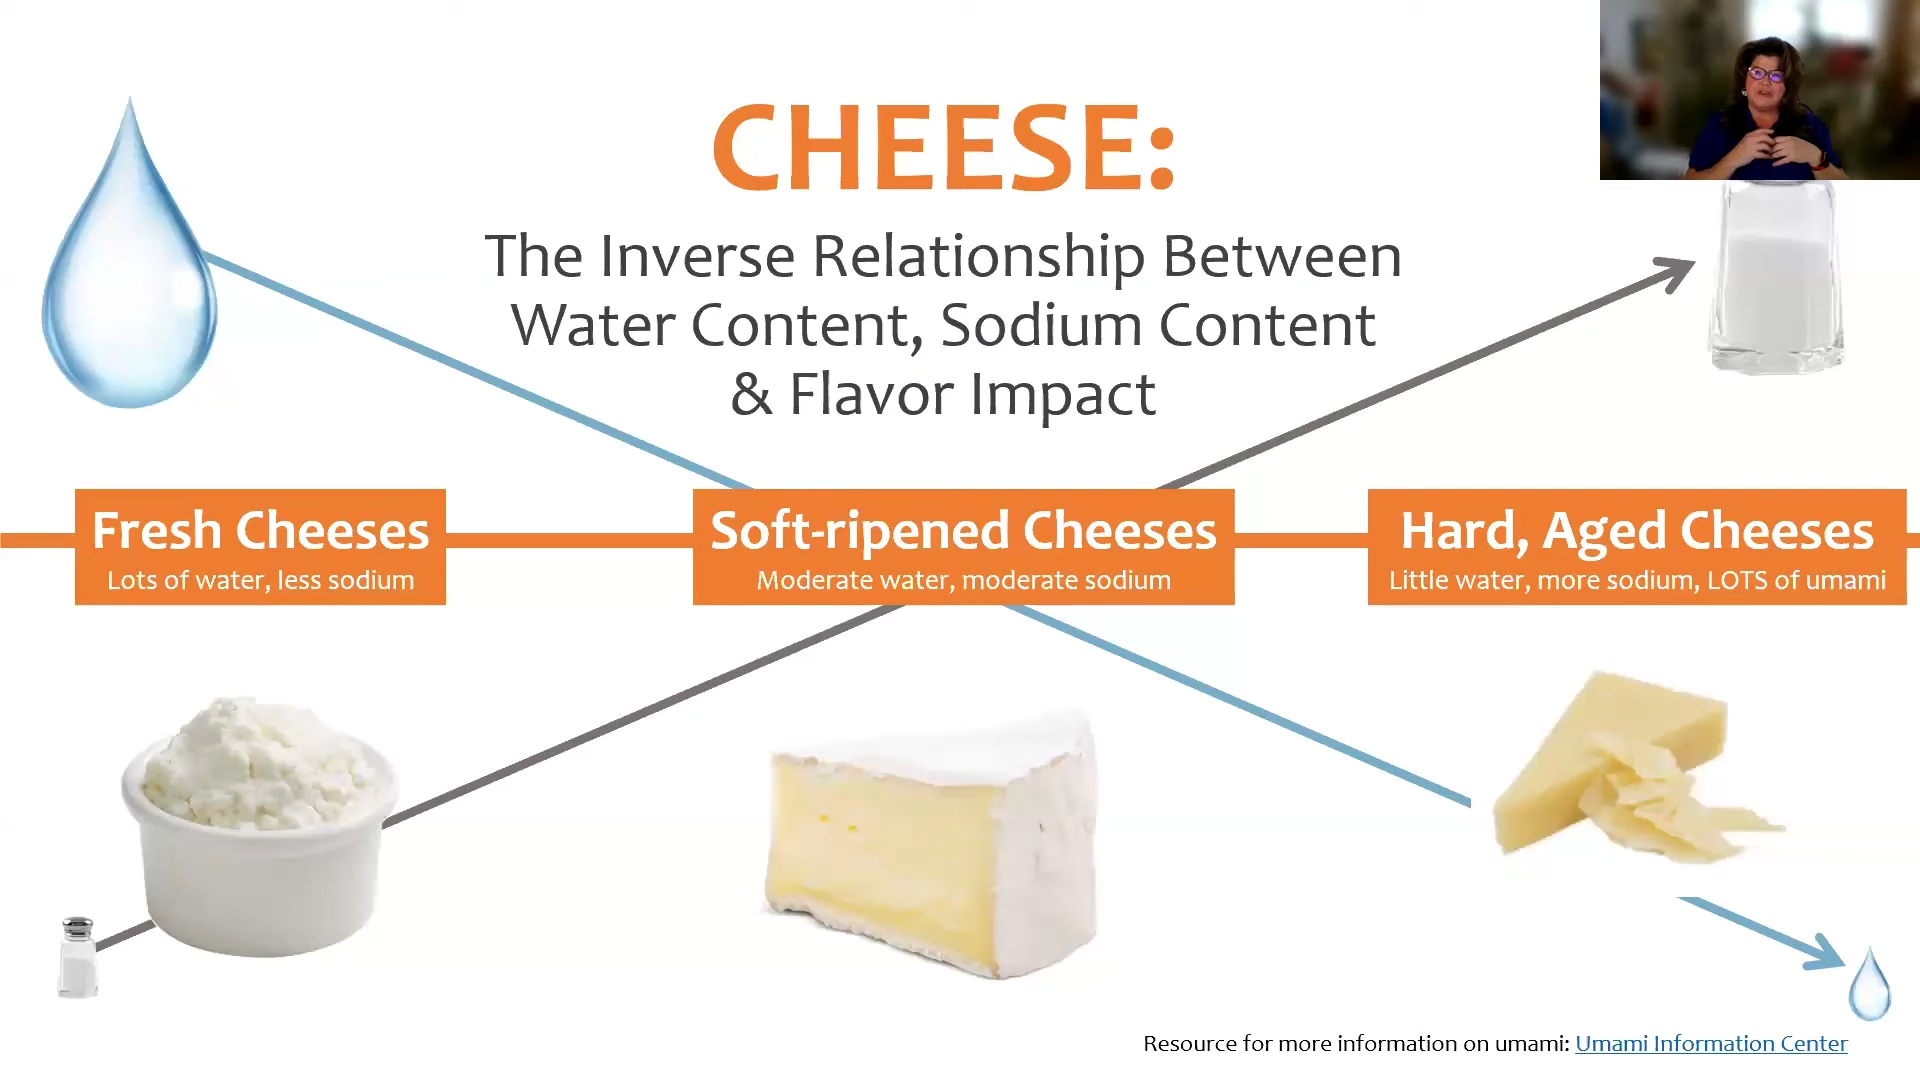 CHEESE:
The Inverse Relationship Between
Water Content, Sodium Content
& Flavor Impact
Fresh Cheeses
Lots of water, less sodium
Soft-ripened Cheeses
Moderate water, moderate sodium
Hard, Aged Cheeses
Little water, more sodium, LOTS of umami
Resource for more information on umami: Umami Information Center